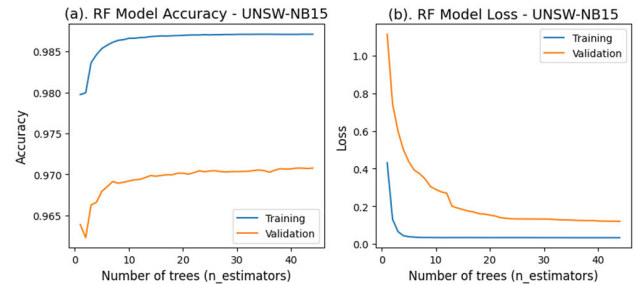 (a). RF Model Accuracy - UNSW-NB15
0.985
0.980
0.975
0.970
0.965
Accuracy
Training
Validation
0
10
20
30
40
Number of trees (n_estimators)
(b). RF Model Loss - UNSW-NB15
Training
Validation
1.0
0.8
0.6
0.4
0.2
0.0
Loss
0
10
20
30
40
Number of trees (n_estimators)